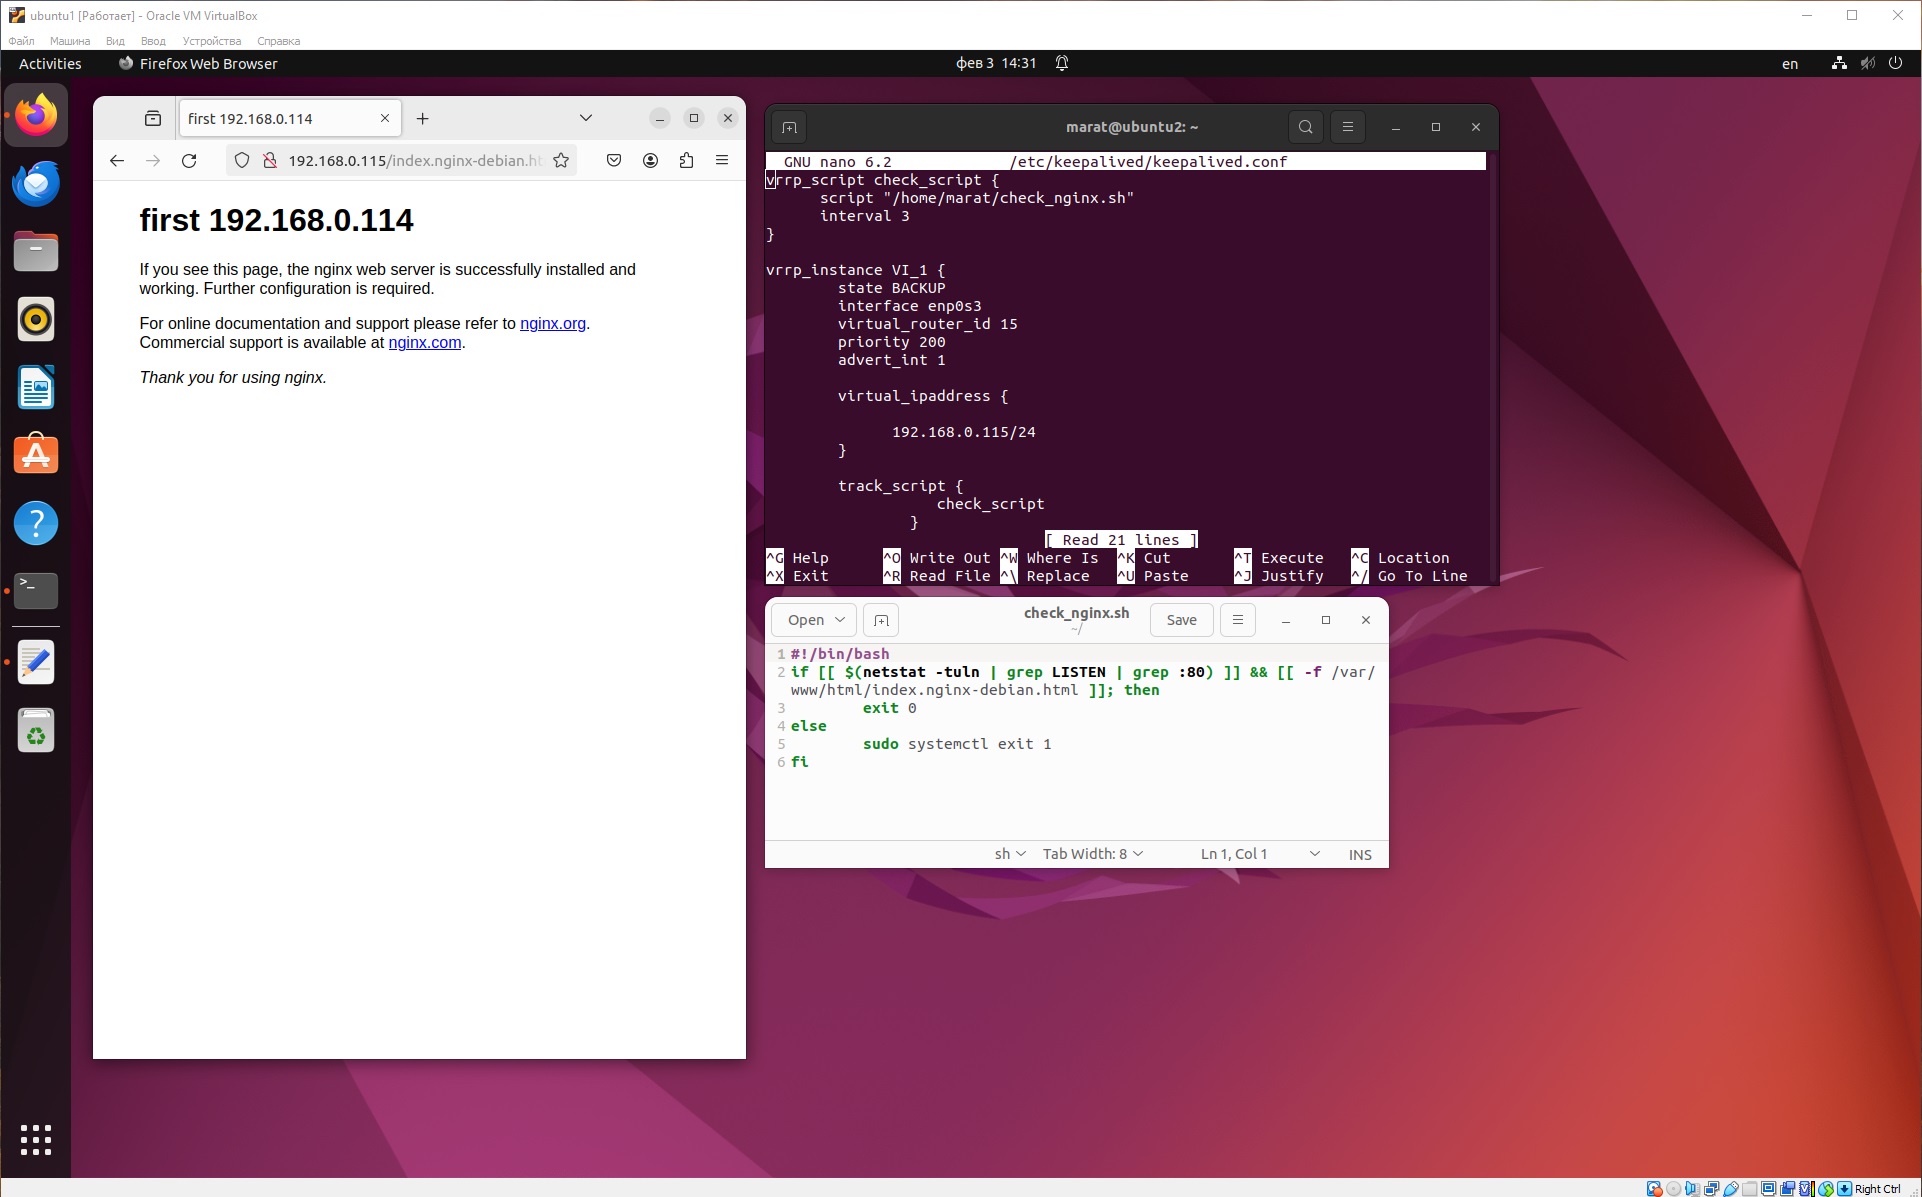 ubuntu1 [Работает] - Oracle VM VirtualBox
Файл Машина Вид Ввод Устройства Справка
Activities Firefox Web Browser фев 3 14:31 en
first 192.168.0.114
192.168.0.115/index.nginx-debian.ht
first 192.168.0.114
If you see this page, the nginx web server is successfully installed and
working. Further configuration is required.
For online documentation and support please refer to nginx.org.
Commercial support is available at nginx.com.
Thank you for using nginx.
marat@ubuntu2: ~
GNU nano 6.2 /etc/keepalived/keepalived.conf
vrrp_script check_script {
script "/home/marat/check_nginx.sh"
interval 3
}
vrrp_instance VI_1 {
state BACKUP
interface enp0s3
virtual_router_id 15
priority 200
advert_int 1
virtual_ipaddress {
192.168.0.115/24
}
track_script {
check_script
}
[ Read 21 lines ]
^G Help ^O Write Out ^W Where Is ^K Cut ^T Execute ^C Location
^X Exit ^R Read File ^\ Replace ^U Paste ^J Justify ^/ Go To Line
Open check_nginx.sh Save
~/
1 #!/bin/bash
2 if [[ $(netstat -tuln | grep LISTEN | grep :80) ]] && [[ -f /var/
www/html/index.nginx-debian.html ]]; then
3 exit 0
4 else
5 sudo systemctl exit 1
6 fi
sh Tab Width: 8 Ln 1, Col 1 INS
Right Ctrl